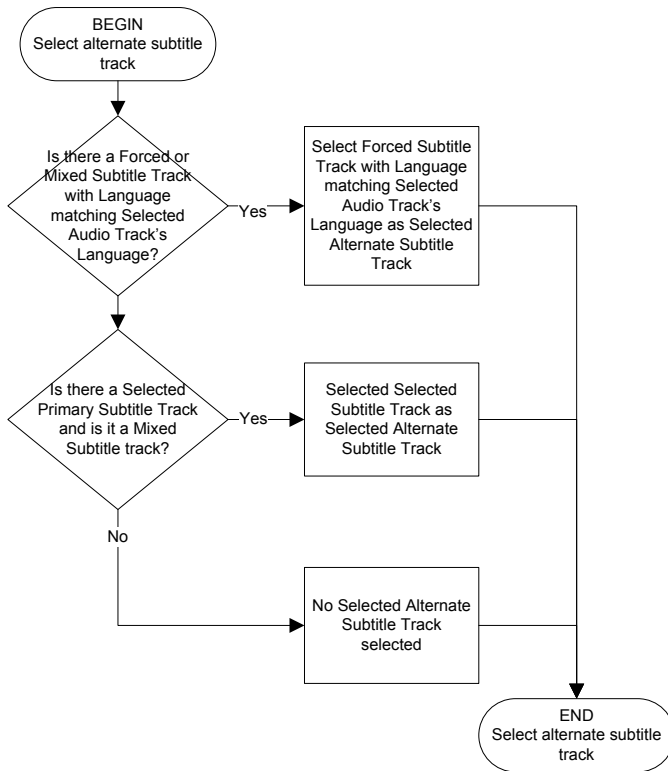 BEGIN
Select alternate subtitle
track
Is there a Forced or
Mixed Subtitle Track
with Language
matching Selected
Audio Track's
Language?
Yes
Select Forced Subtitle
Track with Language
matching Selected
Audio Track's
Language as Selected
Alternate Subtitle
Track
Is there a Selected
Primary Subtitle Track
and is it a Mixed
Subtitle track?
Yes
Selected Selected
Subtitle Track as
Selected Alternate
Subtitle Track
No
No Selected Alternate
Subtitle Track
selected
END
Select alternate subtitle
track